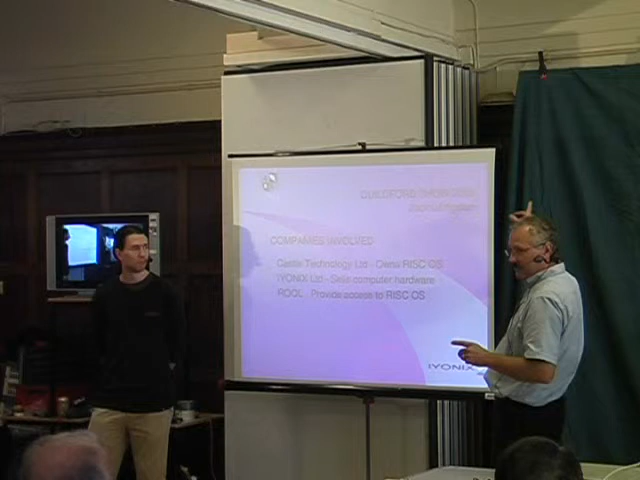 GUILDFORD
COMPANIES INVOLVED
Castle Technology Ltd - Owns RISC OS
IYONIX Ltd - Sells computer hardware
ROOL - Provide access to RISC OS
IYONIX